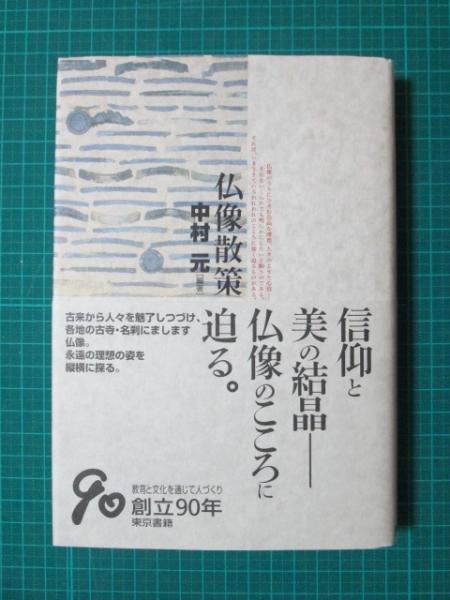 仏像散策
中村 元[編著]
信仰と
美の結晶――
仏像のこころに
迫る。
古来から人々を魅了しつづけ、
各地の古寺・名刹にまします
仏像。
永遠の理想の姿を
縦横に探る。
90
教育と文化を通じて人づくり
創立90年
東京書籍